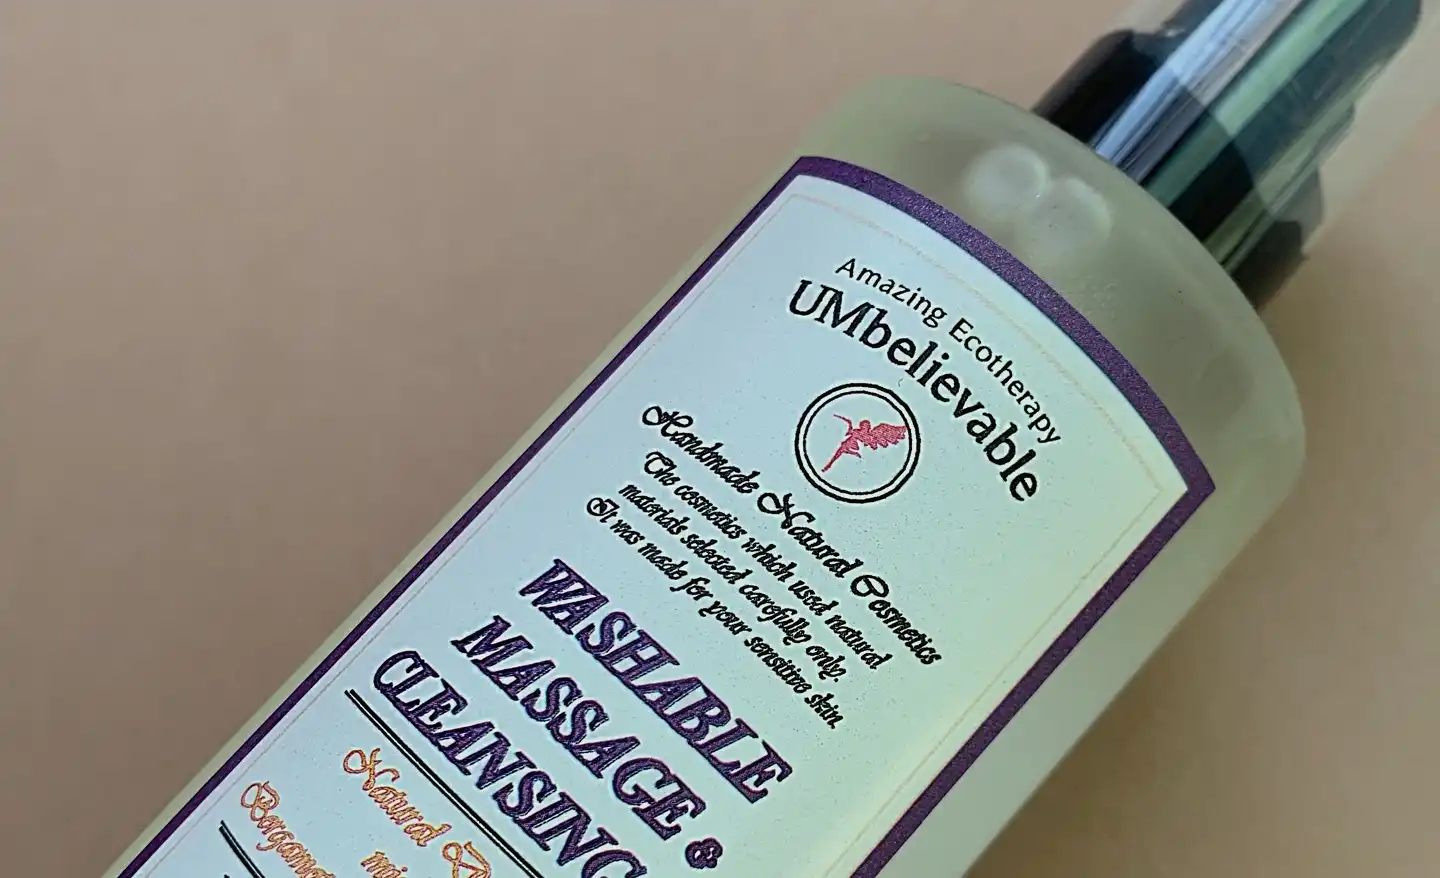 Amazing Ecotherapy
UMbelievable
Handmade Natural Cosmetics
The cosmetics which used natural
materials selected carefully only.
It was made for your sensitive skin.
WASHABLE
MASSAGE &
CLEANSING
Natural